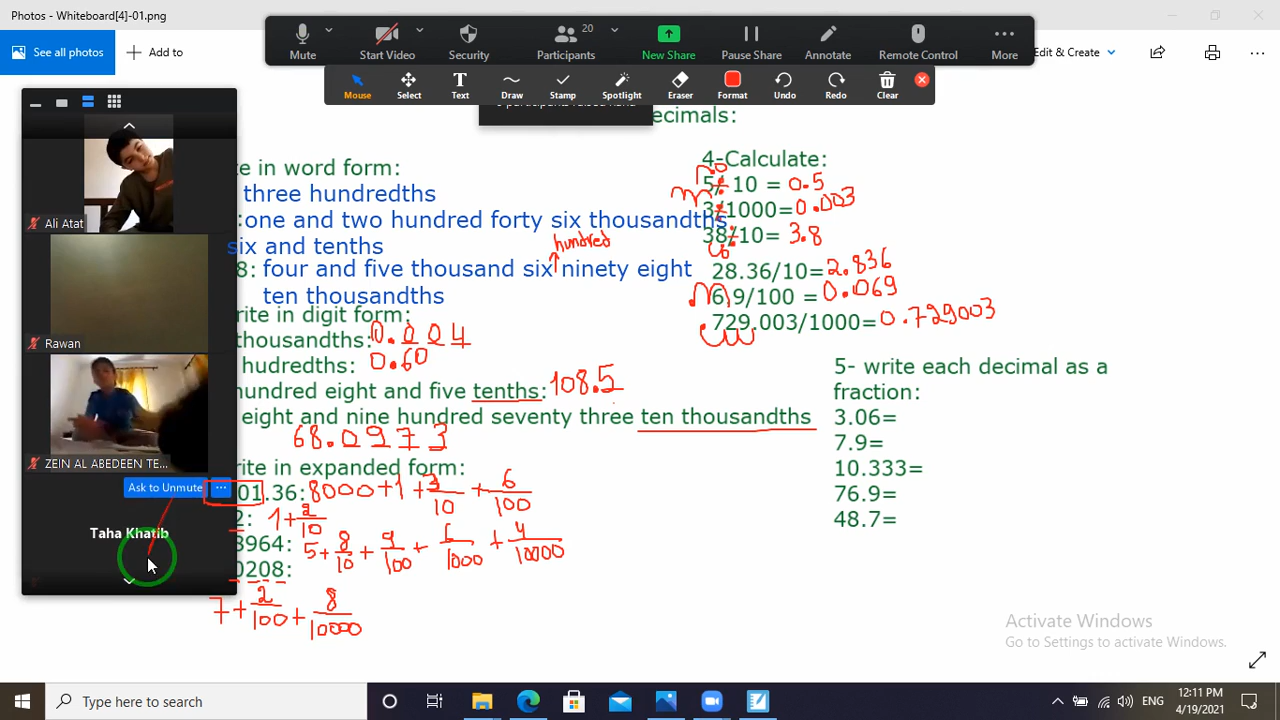 Photos - Whiteboard[4]-01.png
See all photos
Add to
Mute
Start Video
Security
20
Participants
New Share
Pause Share
Annotate
Remote Control
More
Edit & Create
Mouse
Select
Text
Draw
Stamp
Spotlight
Eraser
Format
Undo
Redo
Clear
ecimals:
te in word form:
three hundredths
:one and two hundred forty six thousandths
six and tenths
hundred
8: four and five thousand six ninety eight
ten thousandths
rite in digit form:
thousandths: 0.004
hudredths: 0.60
hundred eight and five tenths: 108.5
eight and nine hundred seventy three ten thousandths
68.0973
rite in expanded form:
01.36: 8000+1+3/10+6/100
2: 1+2/10
3964: 5+8/10+9/100+6/1000+4/10000
0208:
7+2/100+8/10000
4-Calculate:
5/10 = 0.5
3/1000= 0.003
38/10= 3.8
28.36/10= 2.836
6.9/100 = 0.069
729.003/1000= 0.729003
5- write each decimal as a
fraction:
3.06=
7.9=
10.333=
76.9=
48.7=
Ali Atat
Rawan
ZEIN AL ABEDEEN TE...
Ask to Unmute ...
Taha Khatib
Activate Windows
Go to Settings to activate Windows.
Type here to search
ENG
12:11 PM
4/19/2021